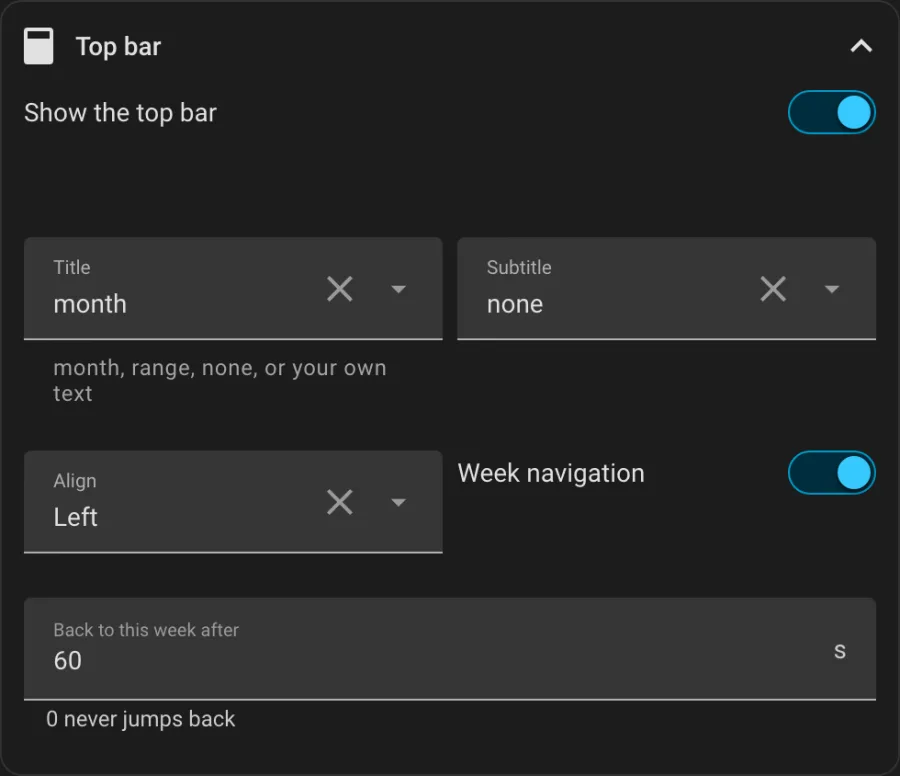 Top bar
Show the top bar
Title
month
Subtitle
none
month, range, none, or your own
text
Align
Left
Week navigation
Back to this week after
60
s
0 never jumps back